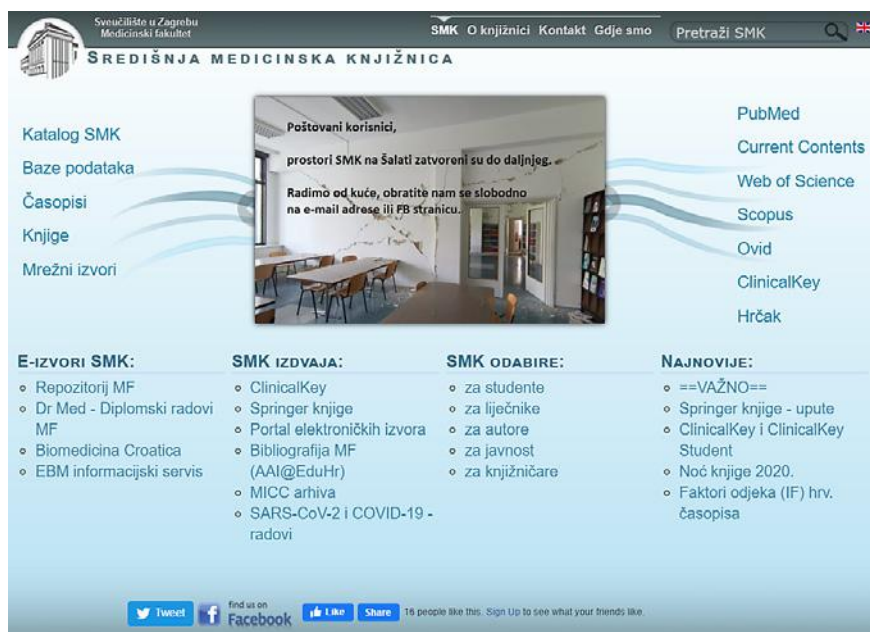 Sveučilište u Zagrebu
Medicinski fakultet
SMK O knjižnici Kontakt Gdje smo
Pretraži SMK
SREDIŠNJA MEDICINSKA KNJIŽNICA
Katalog SMK
Baze podataka
Časopisi
Knjige
Mrežni izvori
Poštovani korisnici,
prostori SMK na Šalati zatvoreni su do daljnjeg.
Radimo od kuće, obratite nam se slobodno
na e-mail adrese ili FB stranicu.
PubMed
Current Contents
Web of Science
Scopus
Ovid
ClinicalKey
Hrčak
E-IZVORI SMK:
Repozitorij MF
Dr Med - Diplomski radovi
MF
Biomedicina Croatica
EBM informacijski servis
SMK IZDVAJA:
ClinicalKey
Springer knjige
Portal elektroničkih izvora
Bibliografija MF
(AAI@EduHr)
MICC arhiva
SARS-CoV-2 i COVID-19 -
radovi
SMK ODABIRE:
za studente
za liječnike
za autore
za javnost
za knjižničare
NAJNOVIJE:
==VAŽNO==
Springer knjige - upute
ClinicalKey i ClinicalKey
Student
Noć knjige 2020.
Faktori odjeka (IF) hrv.
časopisa
Tweet
find us on
Facebook
Like
Share
16 people like this. Sign Up to see what your friends like.